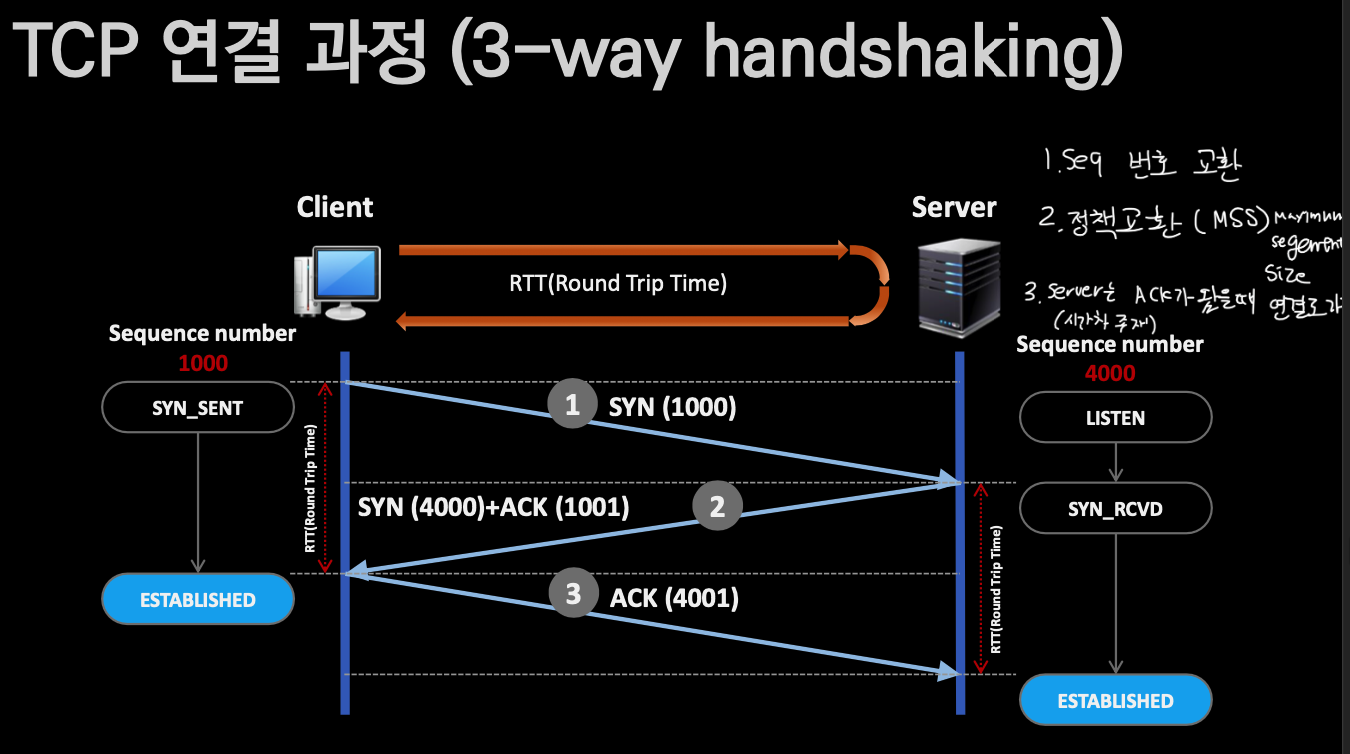 TCP 연결 과정 (3-way handshaking)
1. Seq 번호 교환
2. 정책교환 (MSS) maximum
segement
size
3. server는 ACK가 왔을때 연결로
(시간차 존재)
Client
Server
RTT(Round Trip Time)
Sequence number
1000
Sequence number
4000
SYN_SENT
LISTEN
1
SYN (1000)
RTT(Round Trip Time)
SYN (4000)+ACK (1001)
2
SYN_RCVD
RTT(Round Trip Time)
3
ACK (4001)
ESTABLISHED
ESTABLISHED